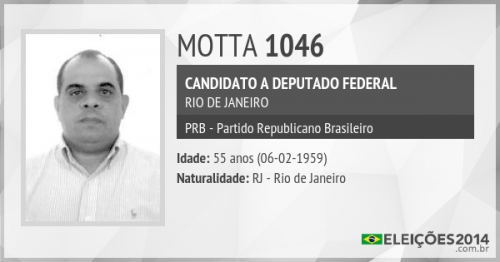 MOTTA 1046
CANDIDATO A DEPUTADO FEDERAL
RIO DE JANEIRO
PRB - Partido Republicano Brasileiro
Idade: 55 anos (06-02-1959)
Naturalidade: RJ - Rio de Janeiro
ELEIÇÕES2014
.com.br